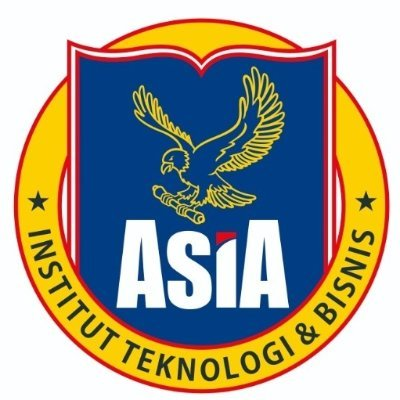 ASiA
INSTITUT TEKNOLOGI & BISNIS